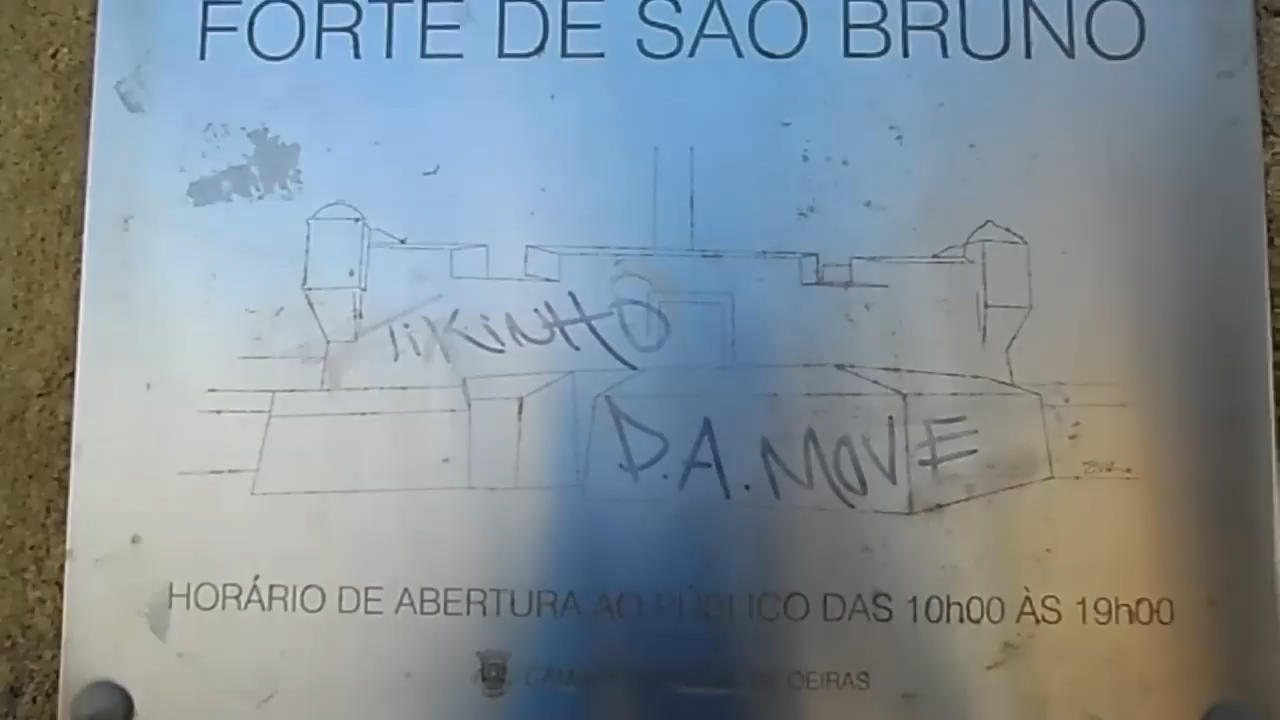 FORTE DE SÃO BRUNO
TIKINHO
D.A. MOVE
HORÁRIO DE ABERTURA AO PÚBLICO DAS 10h00 ÀS 19h00
OEIRAS